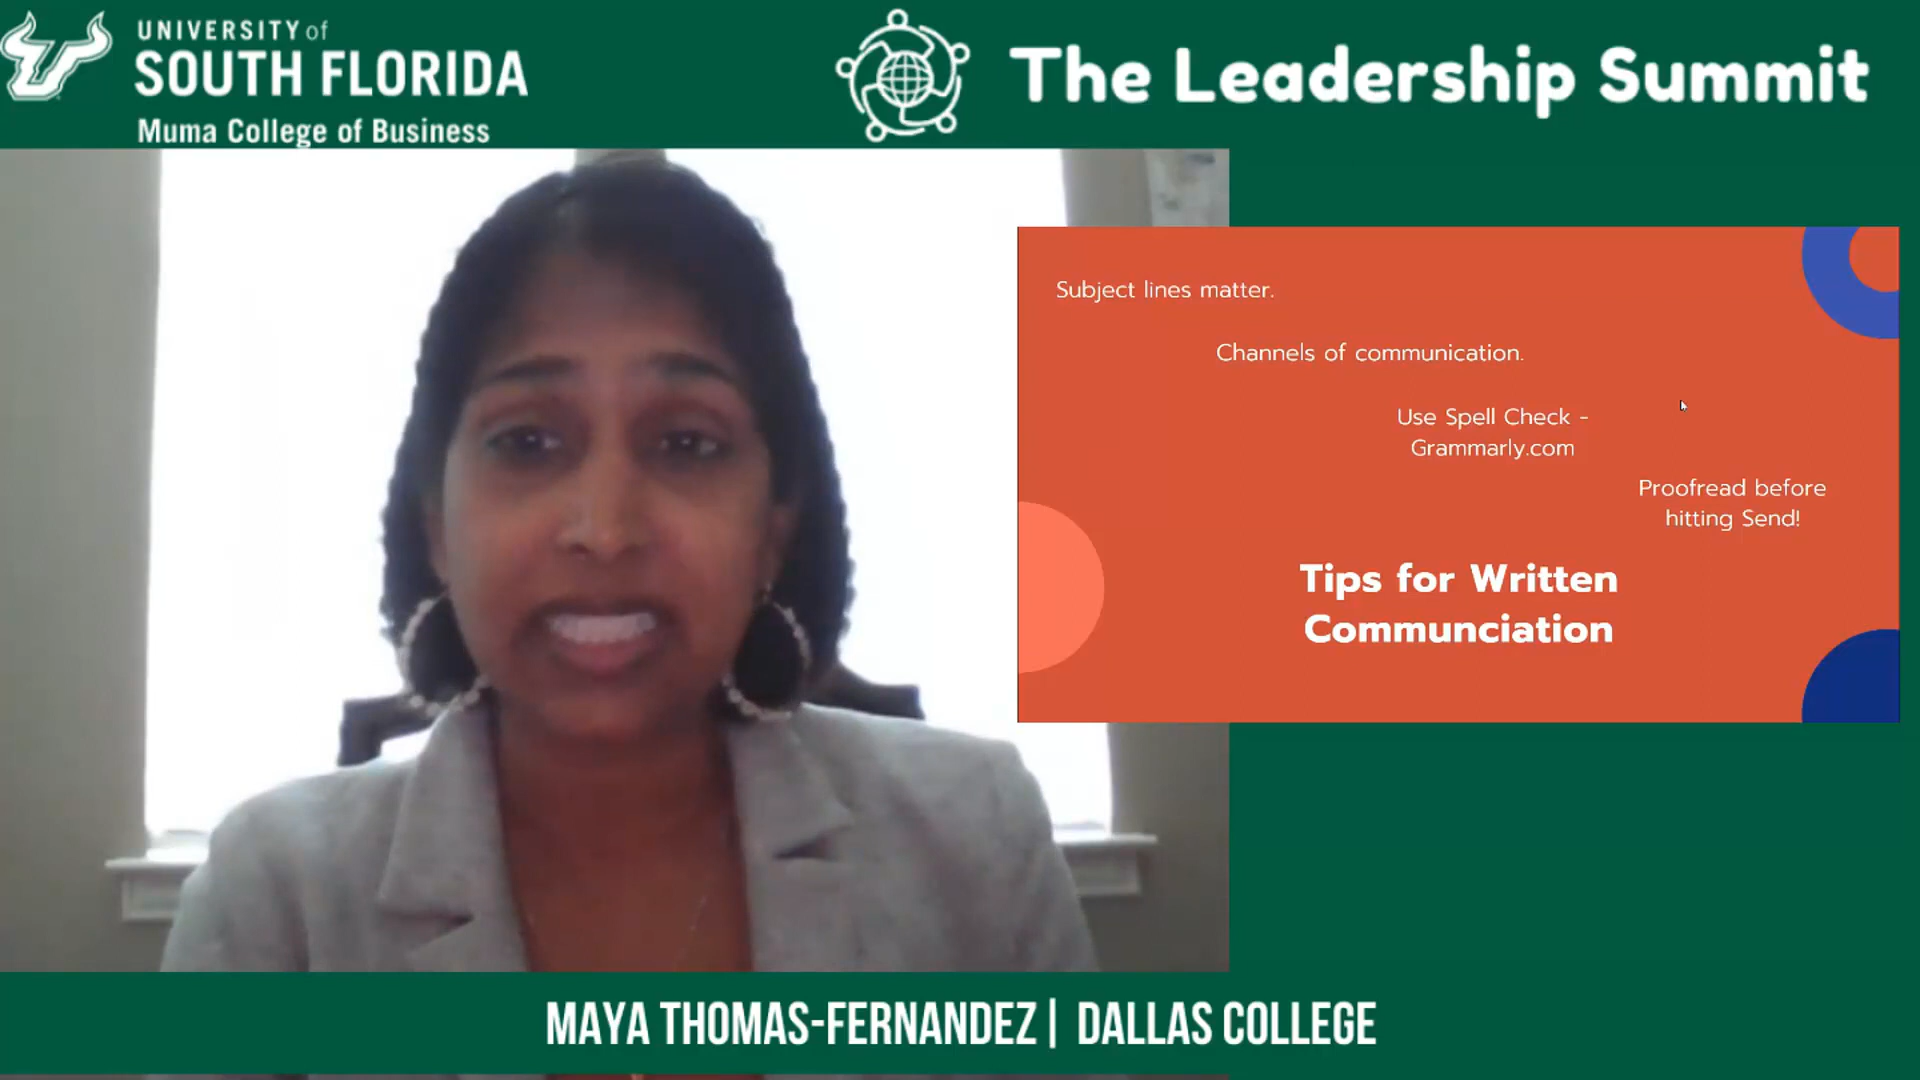 UNIVERSITY of
SOUTH FLORIDA
Muma College of Business
The Leadership Summit
Subject lines matter.
Channels of communication.
Use Spell Check -
Grammarly.com
Proofread before
hitting Send!
Tips for Written
Communciation
MAYA THOMAS-FERNANDEZ| DALLAS COLLEGE